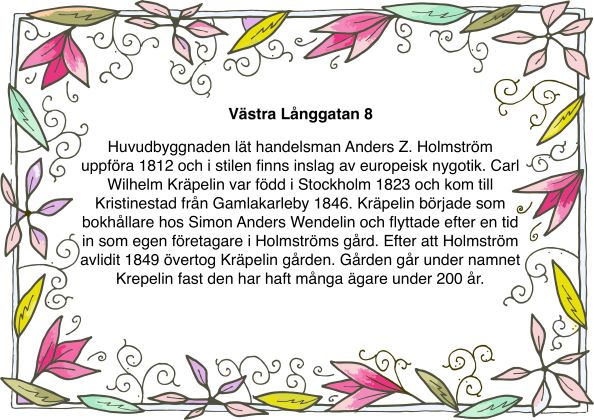 Västra Långgatan 8
Huvudbyggnaden lät handelsman Anders Z. Holmström
uppföra 1812 och i stilen finns inslag av europeisk nygotik. Carl
Wilhelm Kräpelin var född i Stockholm 1823 och kom till
Kristinestad från Gamlakarleby 1846. Kräpelin började som
bokhållare hos Simon Anders Wendelin och flyttade efter en tid
in som egen företagare i Holmströms gård. Efter att Holmström
avlidit 1849 övertog Kräpelin gården. Gården går under namnet
Krepelin fast den har haft många ägare under 200 år.